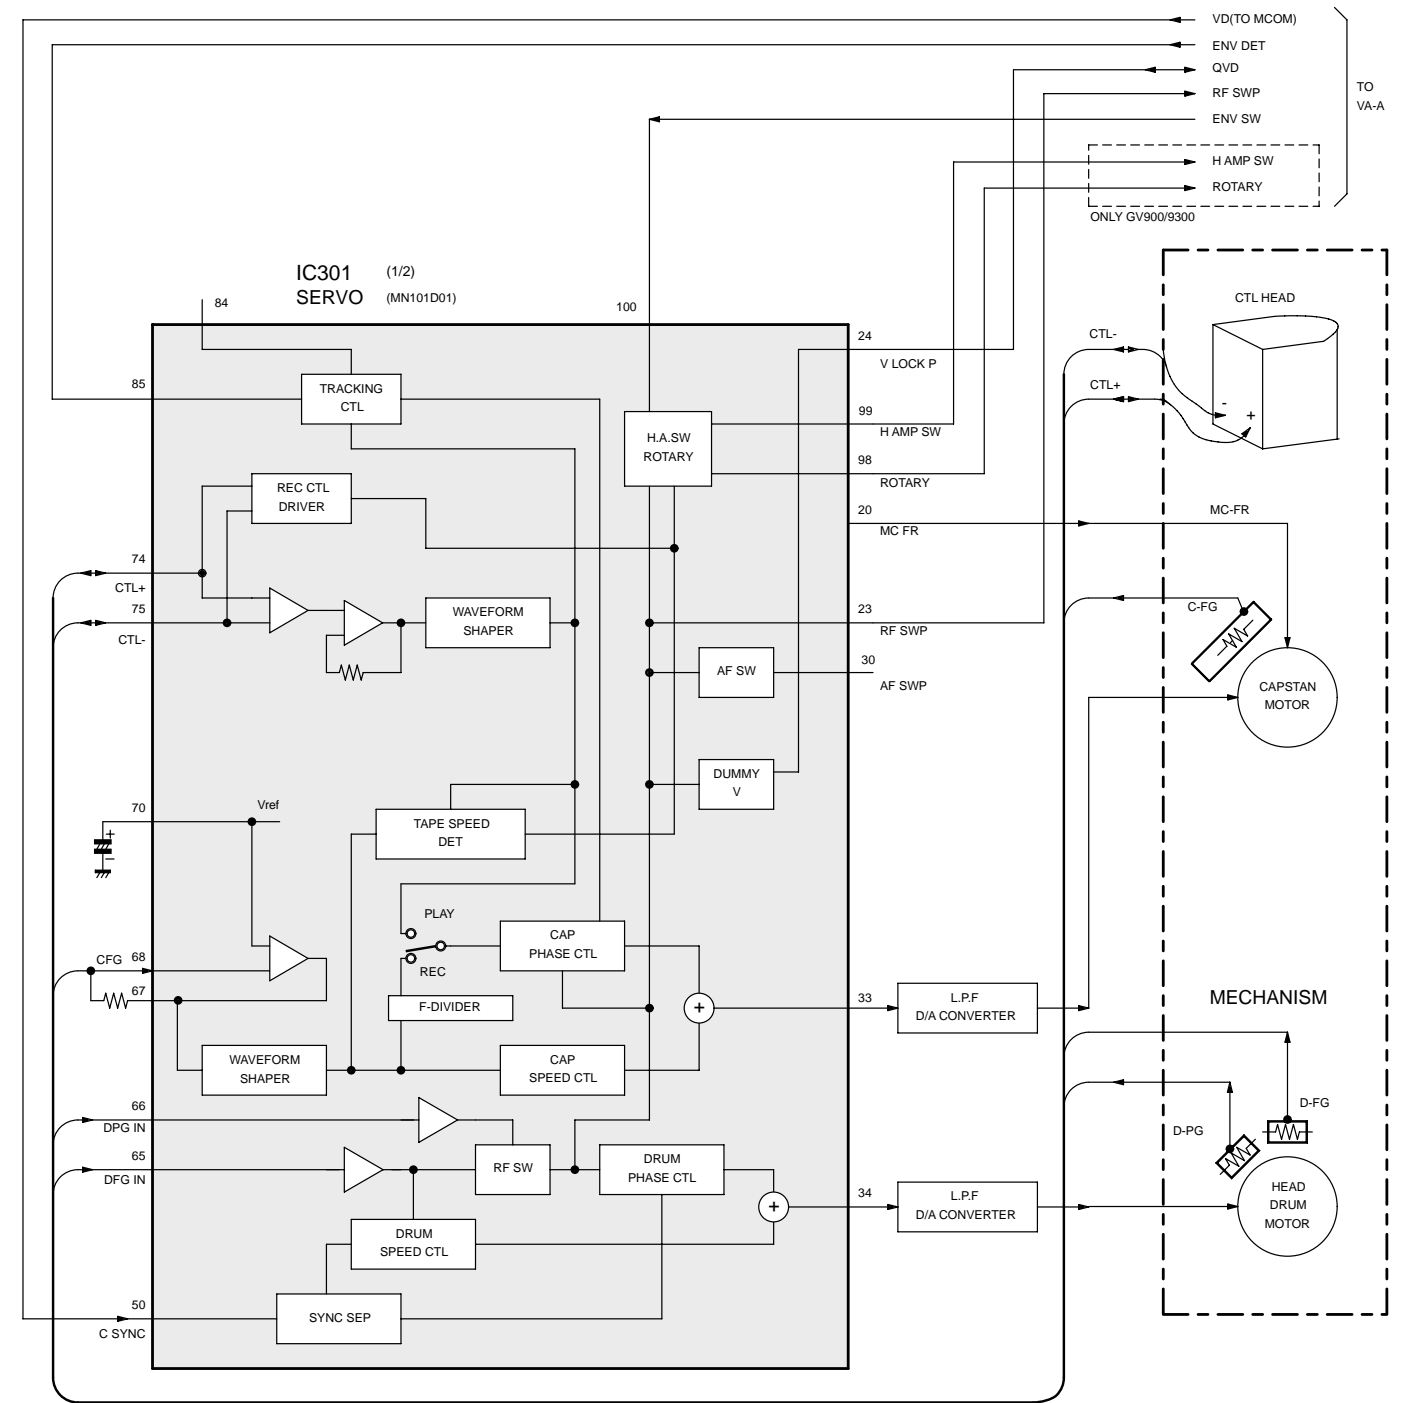 VD(TO MCOM)
ENV DET
QVD
RF SWP
ENV SW
TO
VA-A
H AMP SW
ROTARY
ONLY GV900/9300
IC301 (1/2)
SERVO (MN101D01)
84
100
CTL HEAD
24
V LOCK P
CTL-
85
TRACKING
CTL
CTL+
-
+
99
H AMP SW
H.A.SW
ROTARY
98
ROTARY
REC CTL
DRIVER
20
MC FR
MC-FR
74
CTL+
75
CTL-
WAVEFORM
SHAPER
23
RF SWP
C-FG
AF SW
30
AF SWP
CAPSTAN
MOTOR
DUMMY
V
70
Vref
+
−
TAPE SPEED
DET
PLAY
REC
CAP
PHASE CTL
CFG
68
67
F-DIVIDER
+
33
L.P.F
D/A CONVERTER
MECHANISM
WAVEFORM
SHAPER
CAP
SPEED CTL
66
DPG IN
D-FG
D-PG
65
DFG IN
RF SW
DRUM
PHASE CTL
+
34
L.P.F
D/A CONVERTER
HEAD
DRUM
MOTOR
DRUM
SPEED CTL
50
C SYNC
SYNC SEP